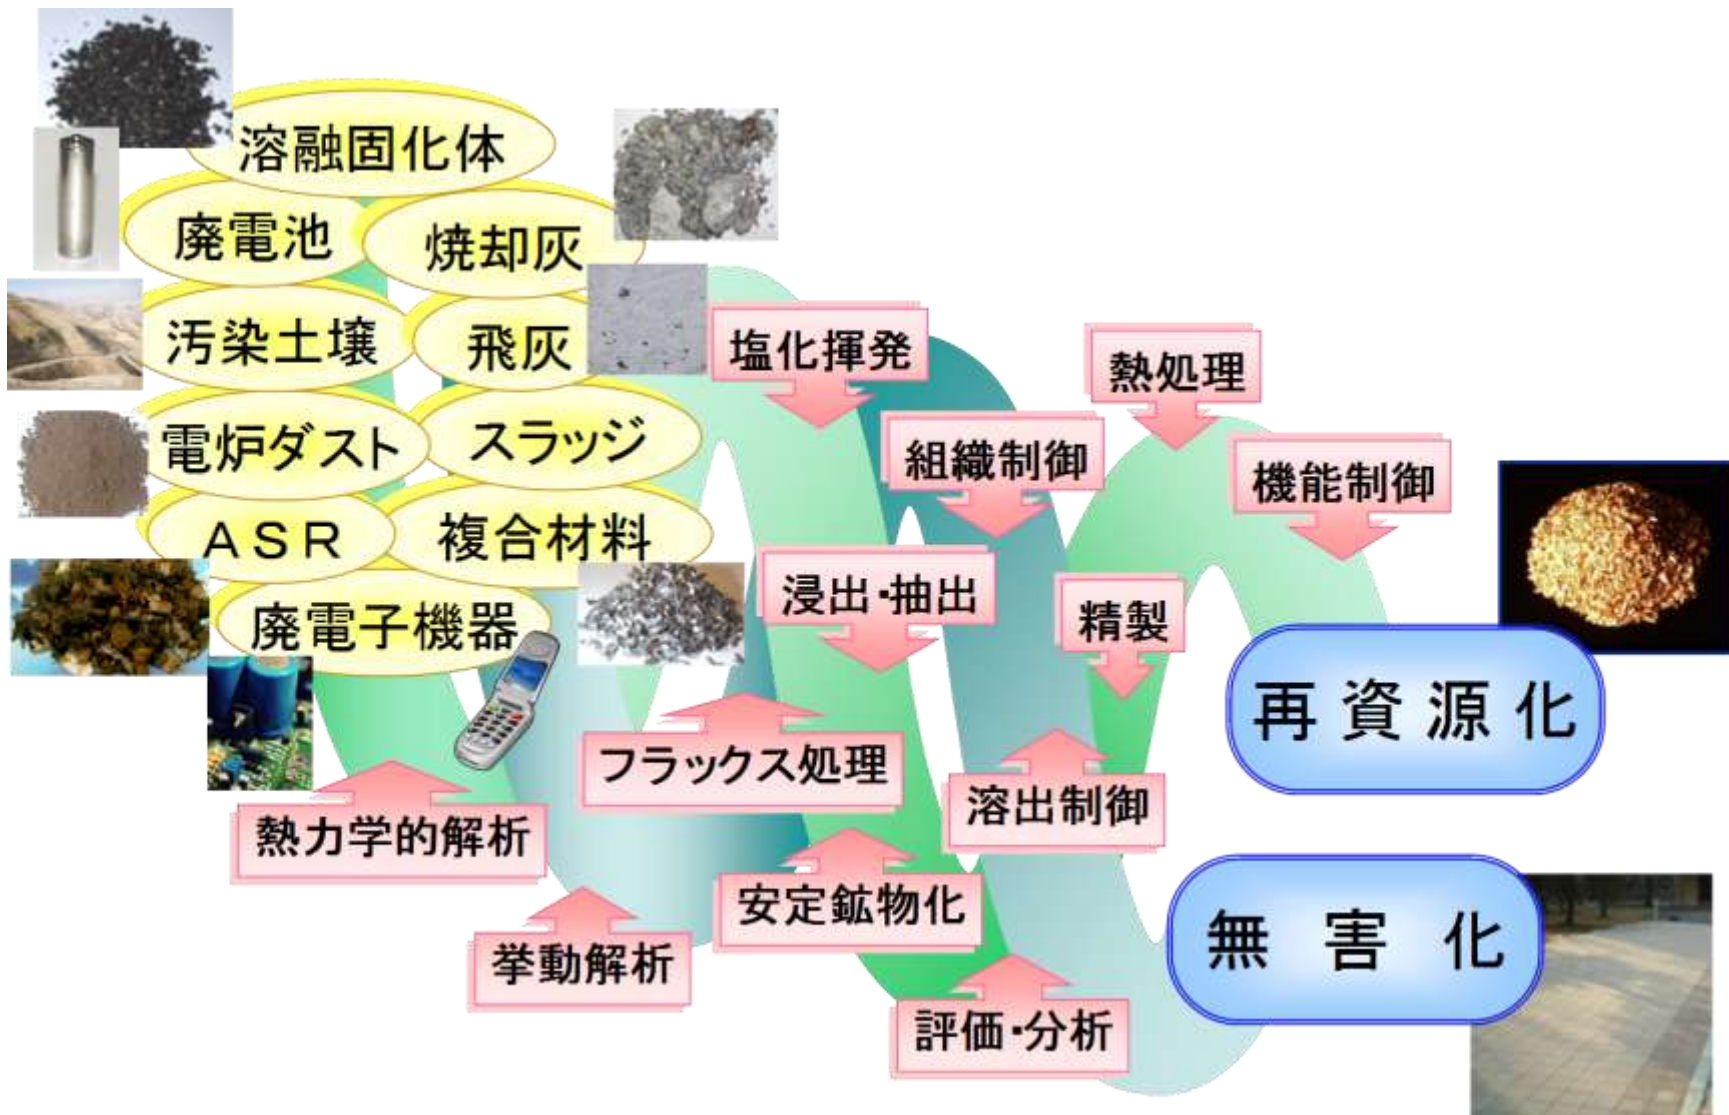 溶融固化体
廃電池
焼却灰
汚染土壌
飛灰
電炉ダスト
スラッジ
ASR
複合材料
廃電子機器
塩化揮発
熱処理
組織制御
機能制御
浸出・抽出
精製
フラックス処理
溶出制御
熱力学的解析
安定鉱物化
挙動解析
評価・分析
再資源化
無害化